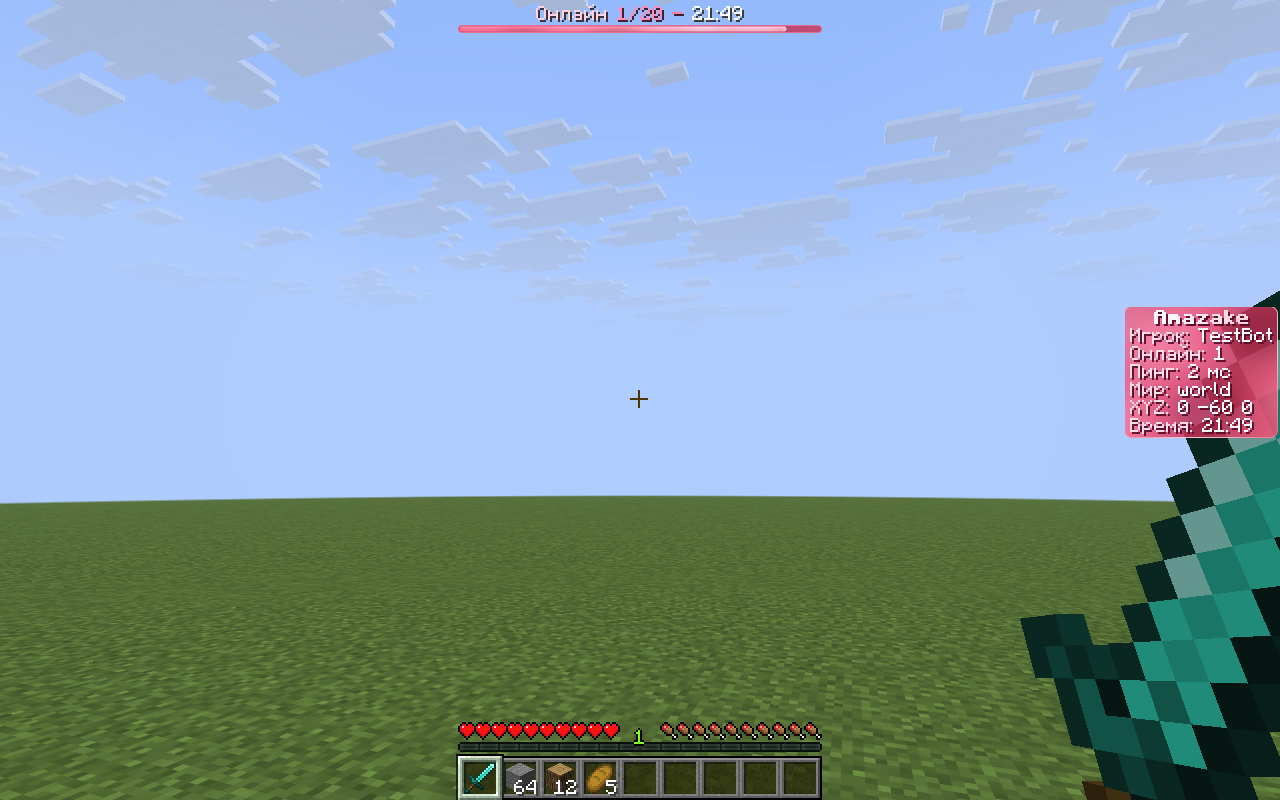 Онлайн 1/20 - 21:49
Amazake
Игрок: TestBot
Онлайн: 1
Пинг: 2 мс
Мир: world
XYZ: 0 -60 0
Время: 21:49
1
64 12 5